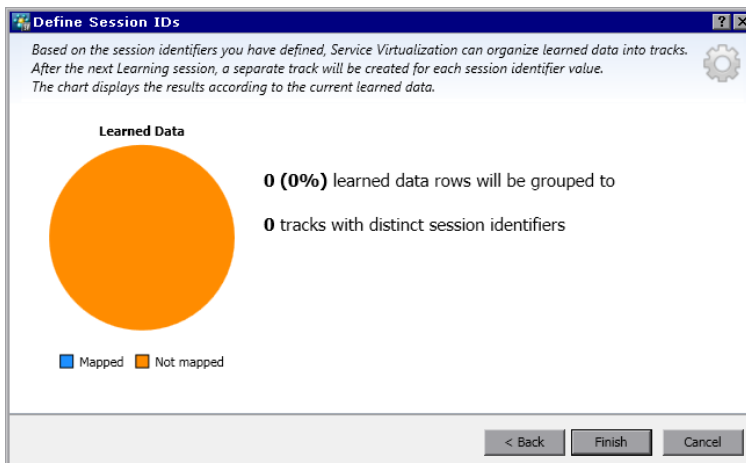 Define Session IDs
Based on the session identifiers you have defined, Service Virtualization can organize learned data into tracks.
After the next Learning session, a separate track will be created for each session identifier value.
The chart displays the results according to the current learned data.
Learned Data
0 (0%) learned data rows will be grouped to
0 tracks with distinct session identifiers
Mapped Not mapped
< Back Finish Cancel